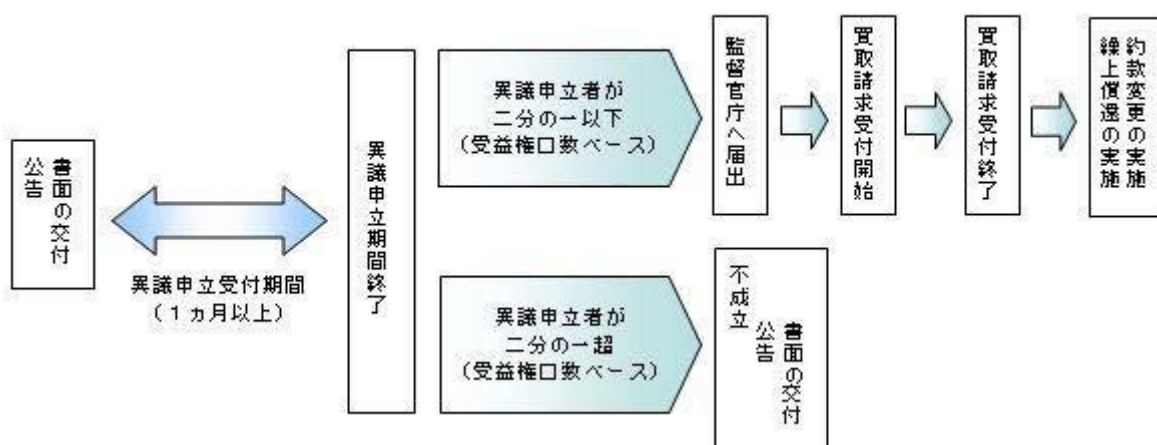 書面の交付
公告
異議申立受付期間
（１ヵ月以上）
異議申立期間終了
異議申立者が
二分の一以下
（受益権口数ベース）
監督官庁へ届出
買取請求受付開始
買取請求受付終了
約款変更の実施
繰上償還の実施
異議申立者が
二分の一超
（受益権口数ベース）
不成立
書面の交付
公告